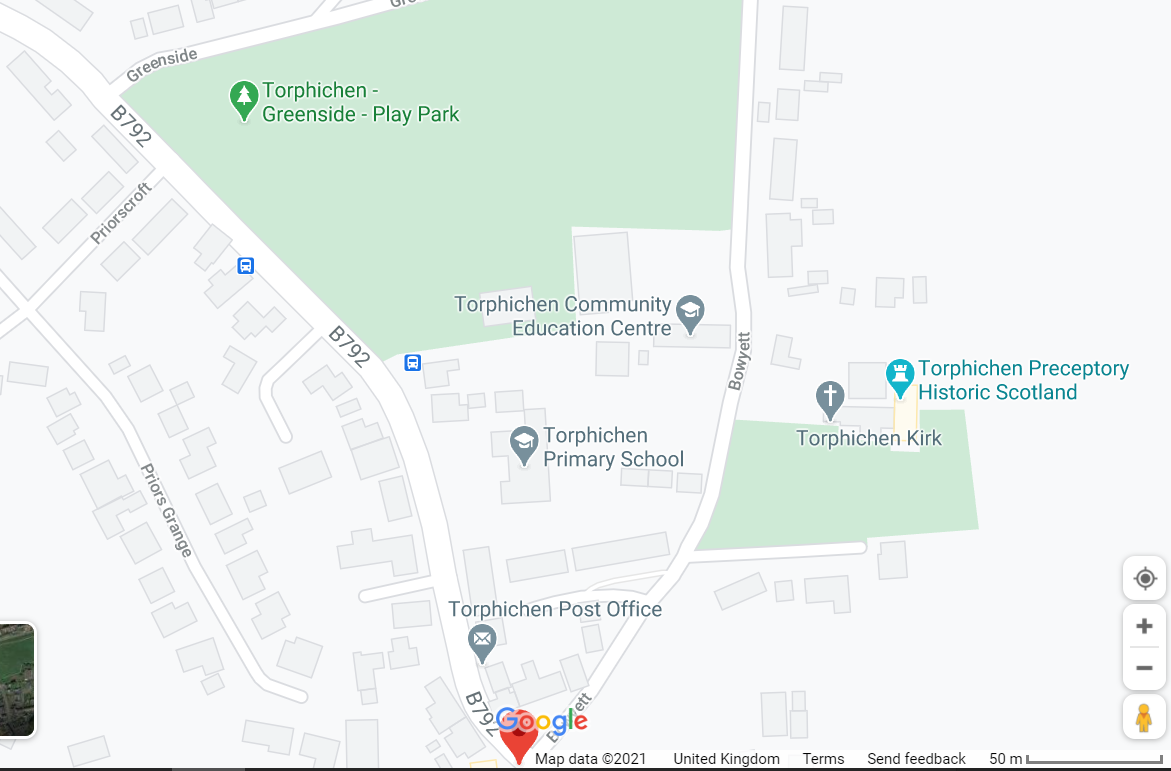 Gre
Greenside
Torphichen -
Greenside - Play Park
B792
Priorscroft
Torphichen Community
Education Centre
B792
Bowyett
Torphichen Preceptory
Historic Scotland
Torphichen Kirk
Torphichen
Primary School
Priors Grange
Torphichen Post Office
B792
Google
Map data ©2021 United Kingdom Terms Send feedback 50 m